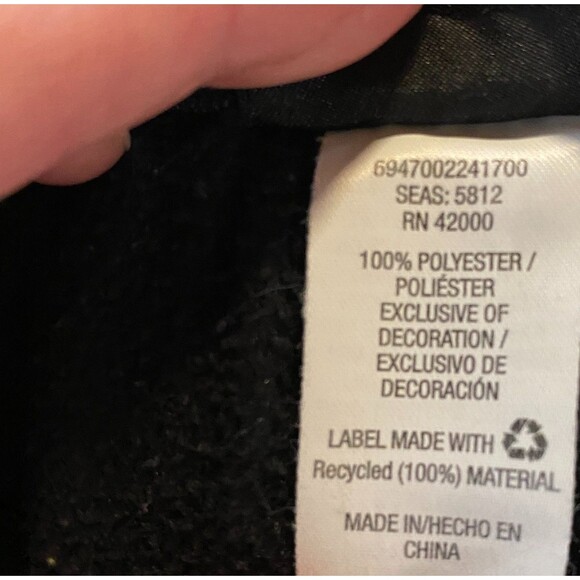 6947002241700
SEAS: 5812
RN 42000
100% POLYESTER /
POLIÉSTER
EXCLUSIVE OF
DECORATION /
EXCLUSIVO DE
DECORACIÓN
LABEL MADE WITH
Recycled (100%) MATERIAL
MADE IN/HECHO EN
CHINA